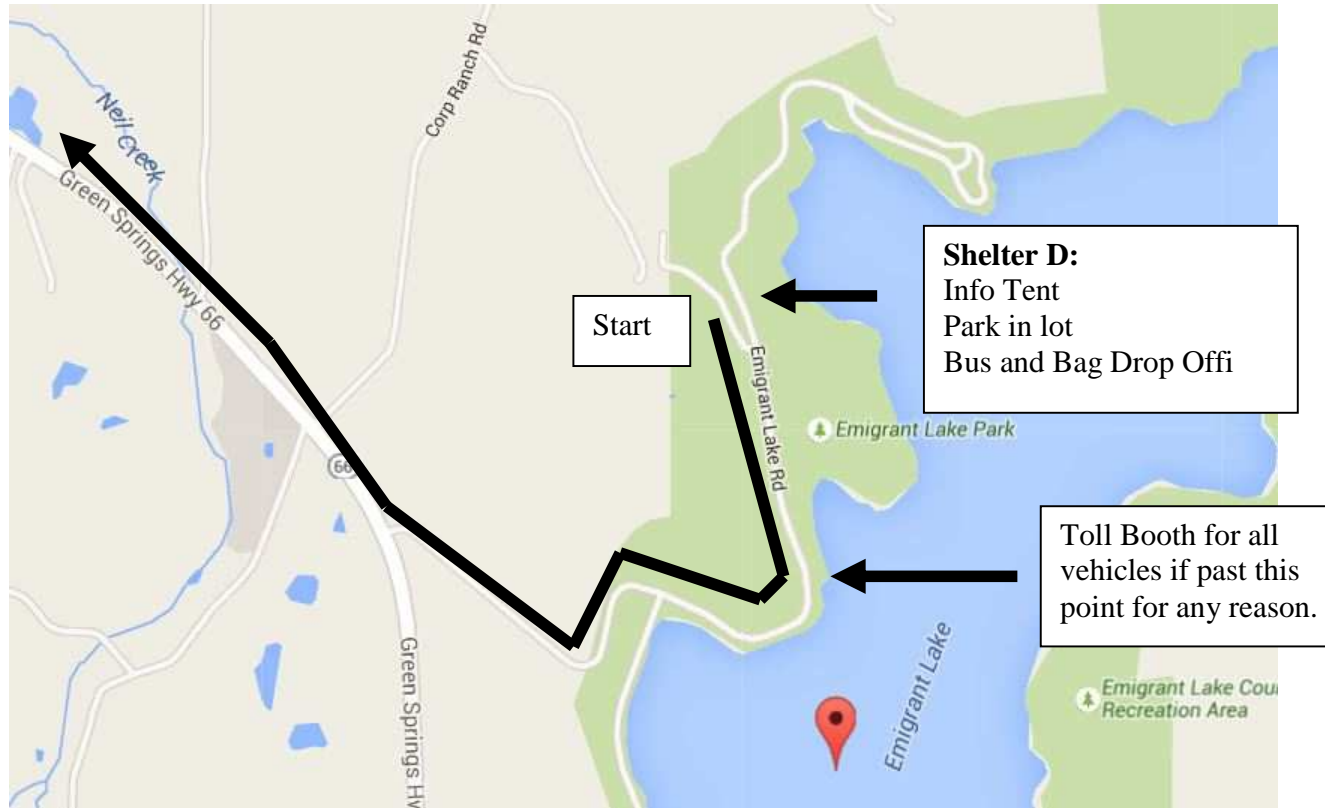 Neil Creek
Corp Ranch Rd
Green Springs Hwy 66
Shelter D:
Info Tent
Park in lot
Bus and Bag Drop Offi
Start
Emigrant Lake Rd
Emigrant Lake Park
66
Toll Booth for all
vehicles if past this
point for any reason.
Green Springs Hw
Emigrant Lake
Emigrant Lake Cou
Recreation Area